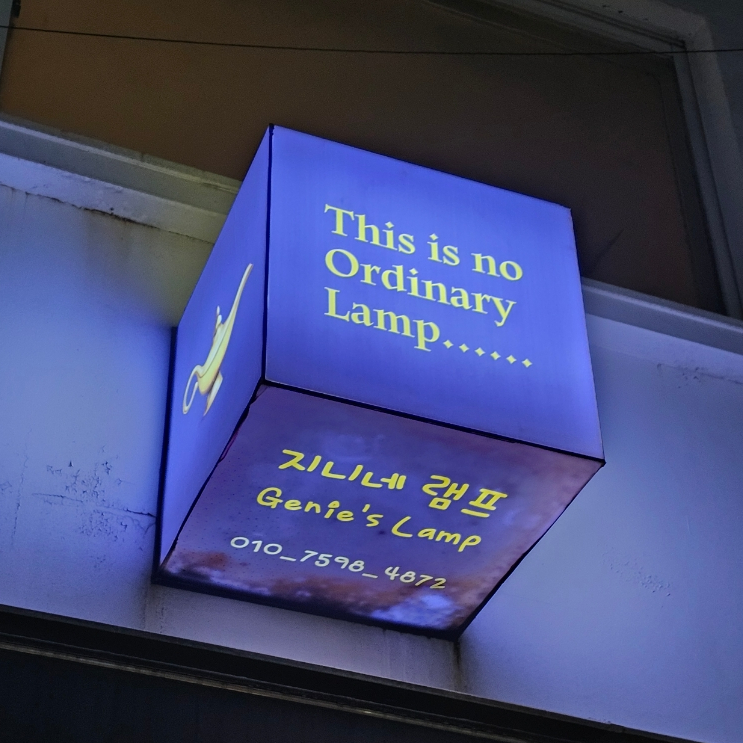 This is no
Ordinary
Lamp......
지니네 램프
Genie's Lamp
010_7598_4872